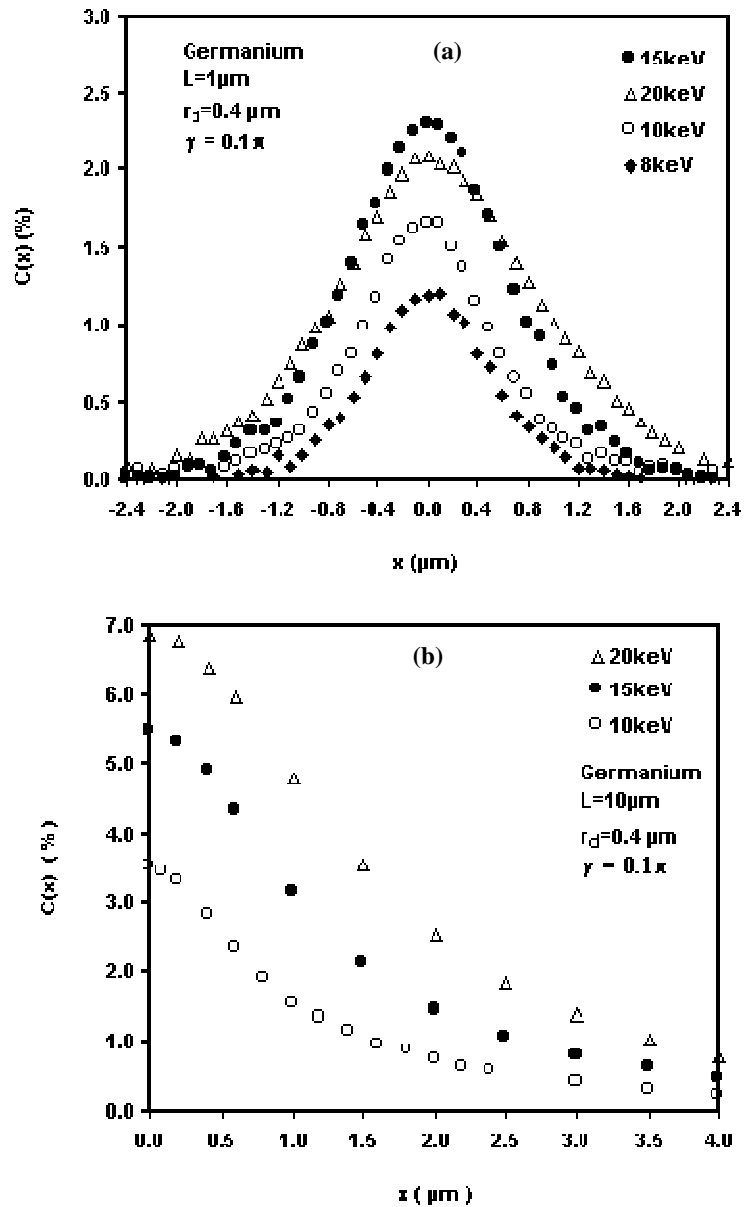 (a)
Germanium
L=1µm
r_d=0.4 µm
γ = 0.1π
15keV
20keV
10keV
8keV
C(x) (%)
3.0
2.5
2.0
1.5
1.0
0.5
0.0
-2.4 -2.0 -1.6 -1.2 -0.8 -0.4 0.0 0.4 0.8 1.2 1.6 2.0 2.4
x (µm)
(b)
20keV
15keV
10keV
Germanium
L=10µm
r_d=0.4 µm
γ = 0.1π
C(x) (%)
7.0
6.0
5.0
4.0
3.0
2.0
1.0
0.0
0.0 0.5 1.0 1.5 2.0 2.5 3.0 3.5 4.0
x (µm)